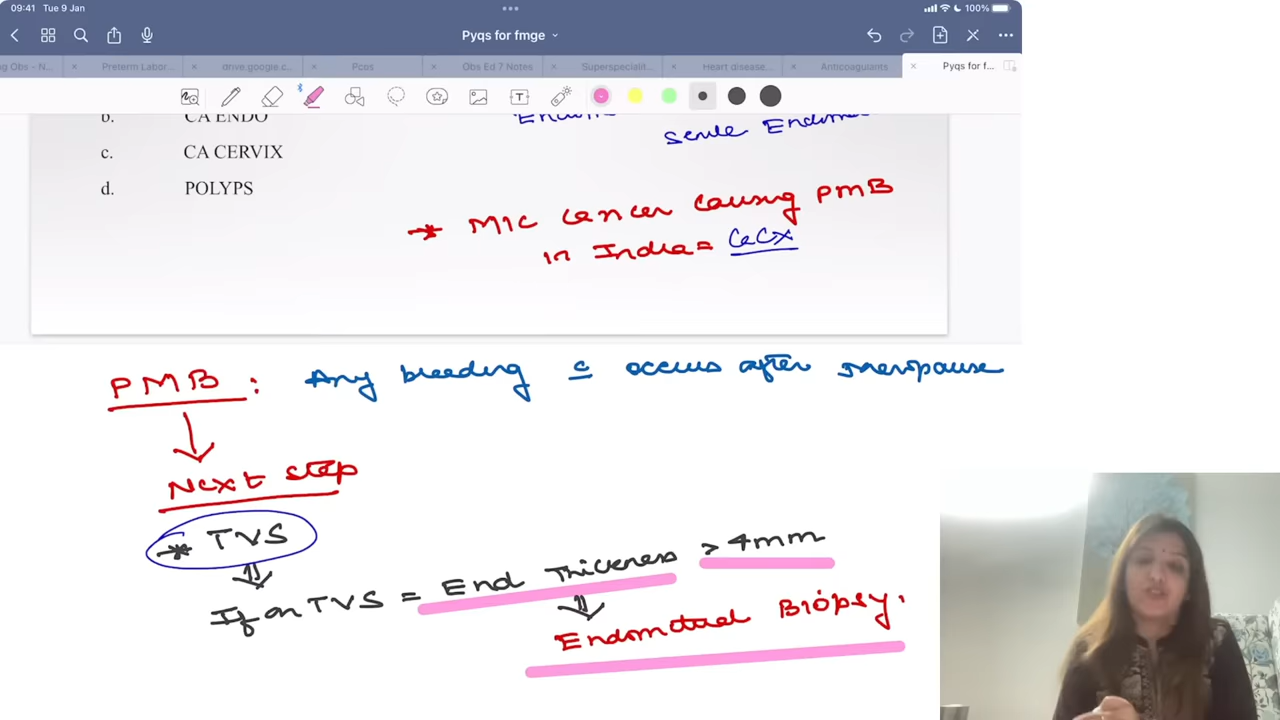 09:41 Tue 9 Jan
100%
Pyqs for fmge
g Obs - N...
Preterm Labor...
drive.google.c...
Pcos
Obs Ed 7 Notes
Superspecialit...
Heart disease...
Anticoagulants
Pyqs for f...
b. CA ENDO
Senile Endome
c. CA CERVIX
d. POLYPS
* M/C cancer causing PMB
in India = CaCx
PMB : Any bleeding c occurs after menopause
Next step
* TVS
If on TVS = End Thickness > 4mm
Endometrial Biopsy.